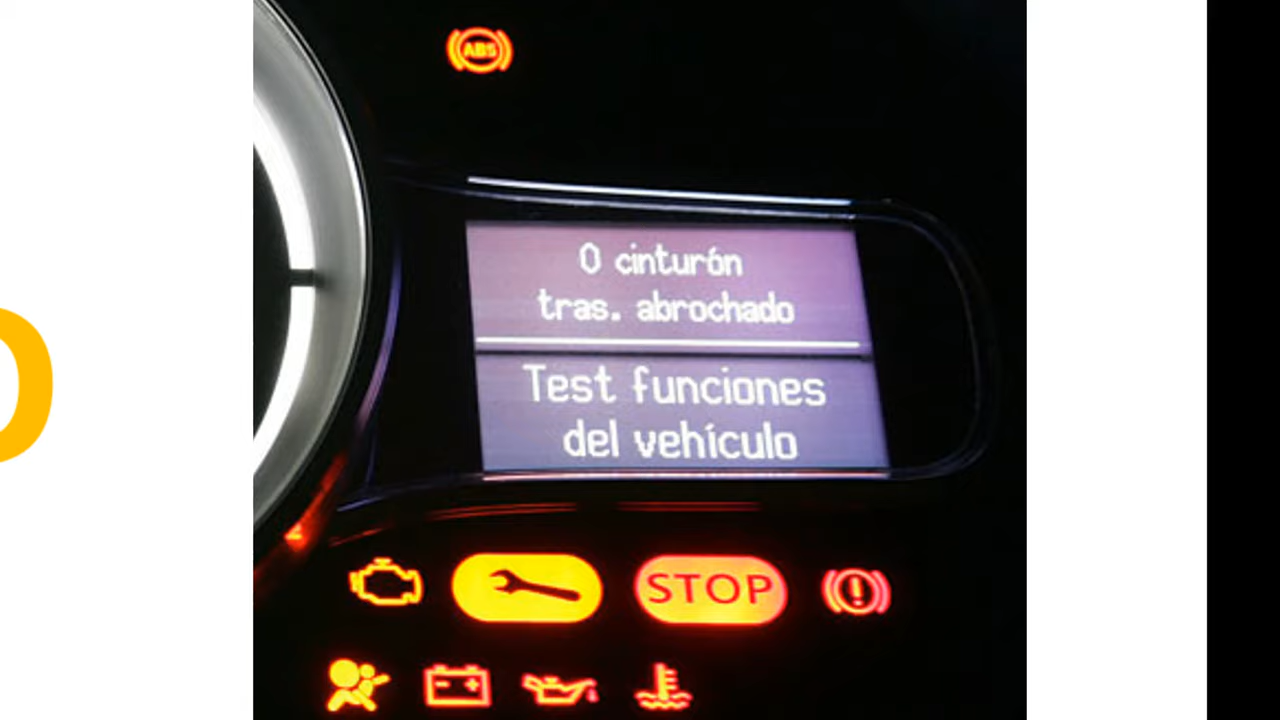 ABS
0 cinturón
tras. abrochado
Test funciones
del vehículo
STOP